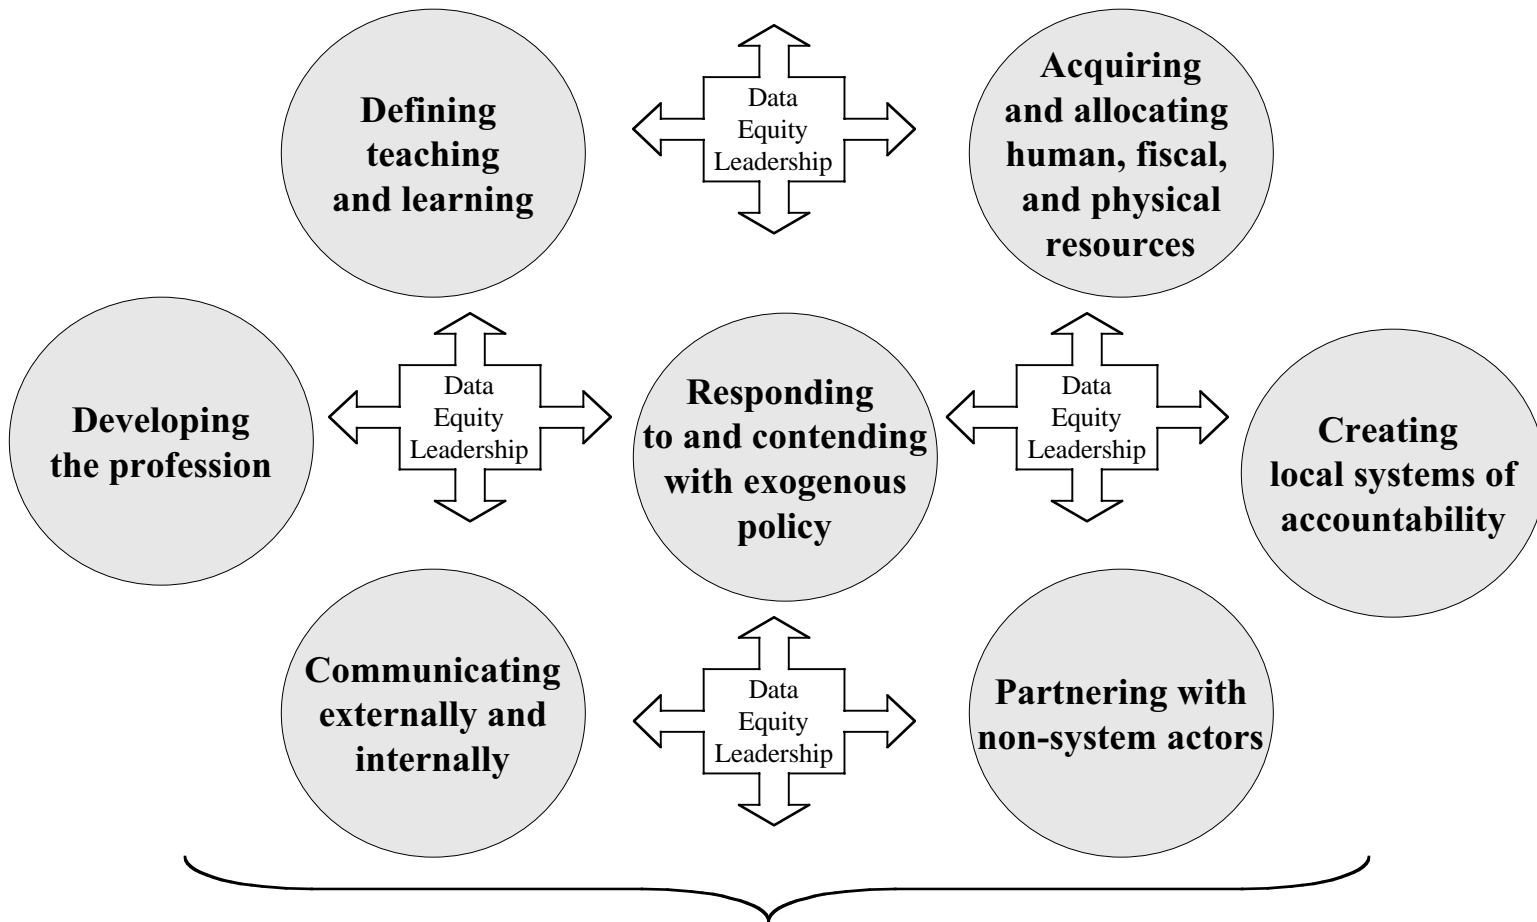 Defining
teaching
and learning
Data
Equity
Leadership
Acquiring
and allocating
human, fiscal,
and physical
resources
Developing
the profession
Data
Equity
Leadership
Responding
to and contending
with exogenous
policy
Data
Equity
Leadership
Creating
local systems of
accountability
Communicating
externally and
internally
Data
Equity
Leadership
Partnering with
non-system actors